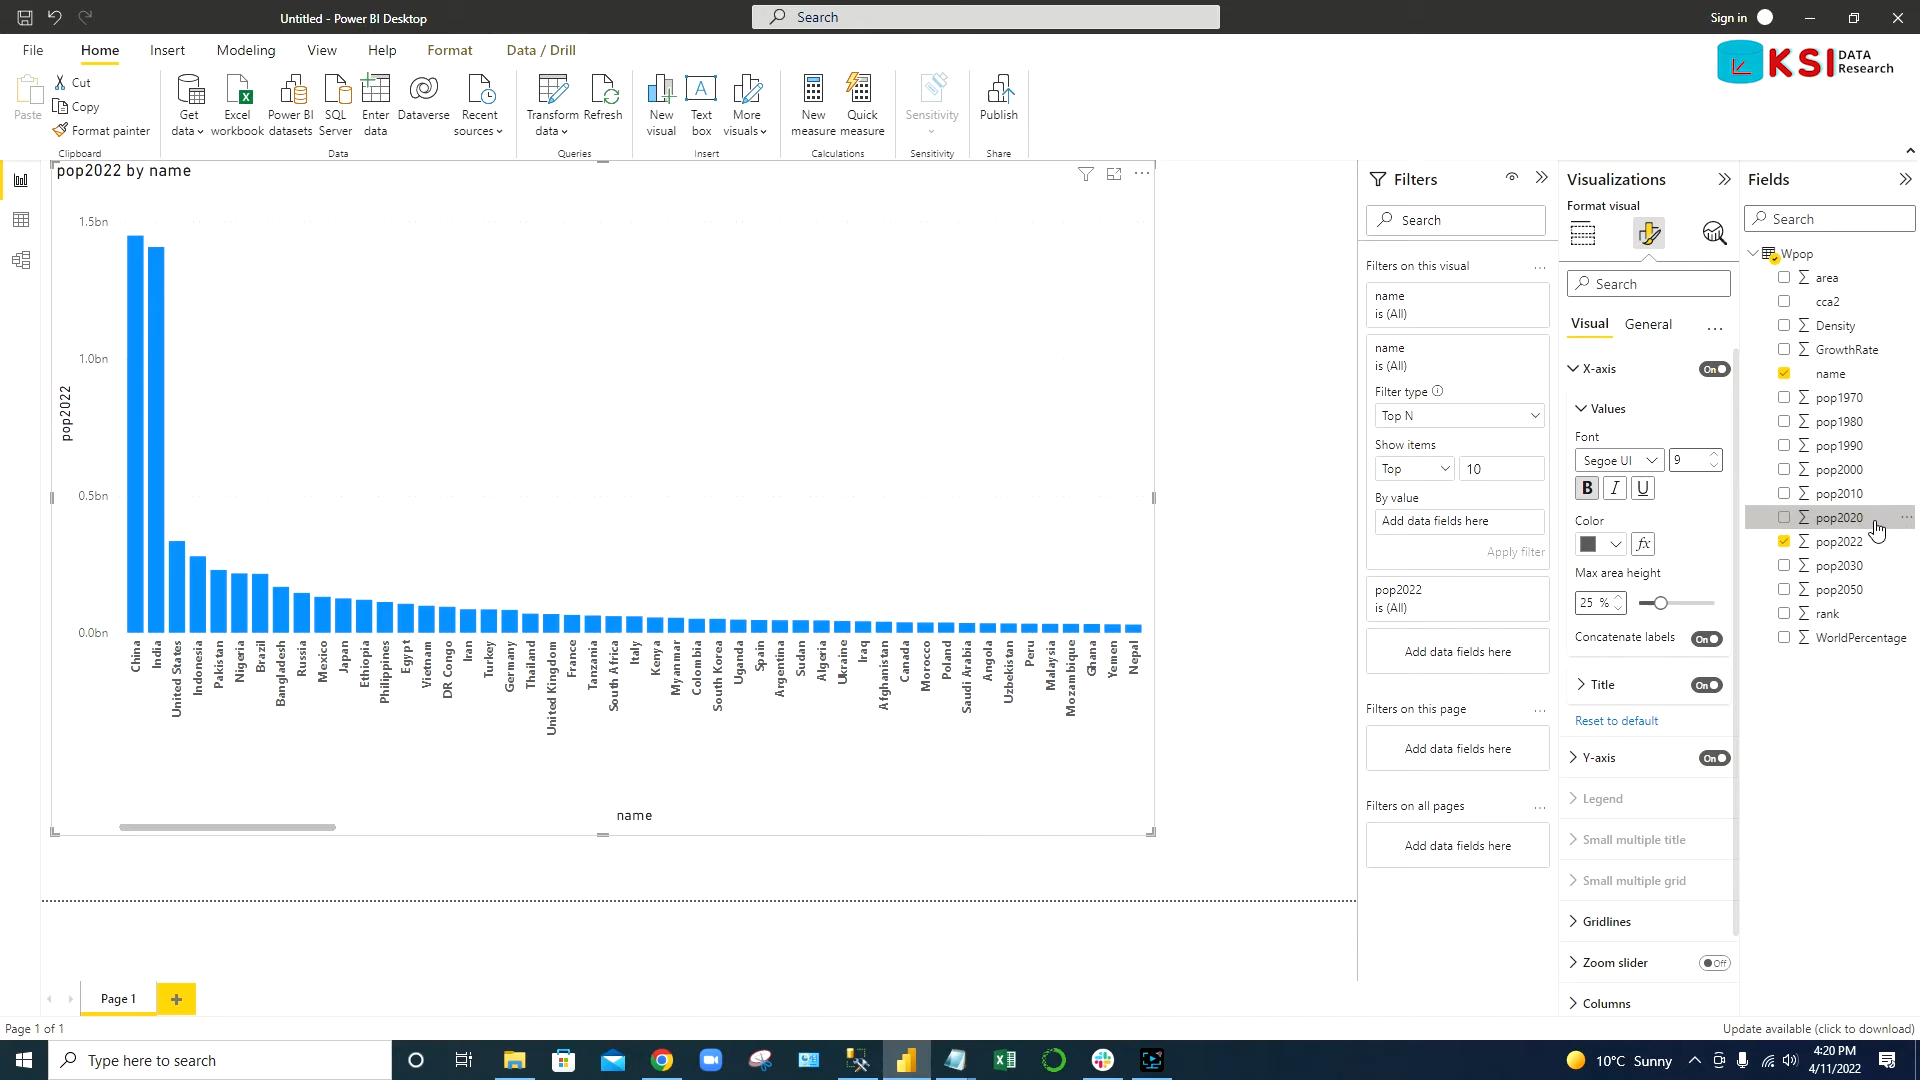 Untitled - Power BI Desktop
Search
Sign in
File
Home
Insert
Modeling
View
Help
Format
Data / Drill
KSI DATA Research
Paste
Cut
Copy
Format painter
Clipboard
Get data
Excel workbook
Power BI datasets
SQL Server
Enter data
Dataverse
Recent sources
Data
Transform data
Refresh
Queries
New visual
Text box
More visuals
Insert
New measure
Quick measure
Calculations
Sensitivity
Sensitivity
Publish
Share
pop2022 by name
1.5bn
1.0bn
0.5bn
0.0bn
pop2022
China
India
United States
Indonesia
Pakistan
Nigeria
Brazil
Bangladesh
Russia
Mexico
Japan
Ethiopia
Philippines
Egypt
Vietnam
DR Congo
Iran
Turkey
Germany
Thailand
United Kingdom
France
Tanzania
South Africa
Italy
Kenya
Myanmar
Colombia
South Korea
Uganda
Spain
Argentina
Sudan
Algeria
Ukraine
Iraq
Afghanistan
Canada
Morocco
Poland
Saudi Arabia
Angola
Uzbekistan
Peru
Malaysia
Mozambique
Ghana
Yemen
Nepal
name
Filters
Search
Filters on this visual
name
is (All)
name
is (All)
Filter type
Top N
Show items
Top
10
By value
Add data fields here
Apply filter
pop2022
is (All)
Add data fields here
Filters on this page
Add data fields here
Filters on all pages
Add data fields here
Visualizations
Format visual
Search
Visual
General
X-axis
On
Values
Font
Segoe UI
9
B I U
Color
fx
Max area height
25 %
Concatenate labels
On
Title
On
Reset to default
Y-axis
On
Legend
Small multiple title
Small multiple grid
Gridlines
Zoom slider
Off
Columns
Fields
Search
Wpop
area
cca2
Density
GrowthRate
name
pop1970
pop1980
pop1990
pop2000
pop2010
pop2020
pop2022
pop2030
pop2050
rank
WorldPercentage
Page 1
Page 1 of 1
Update available (click to download)
Type here to search
10°C Sunny
4:20 PM
4/11/2022